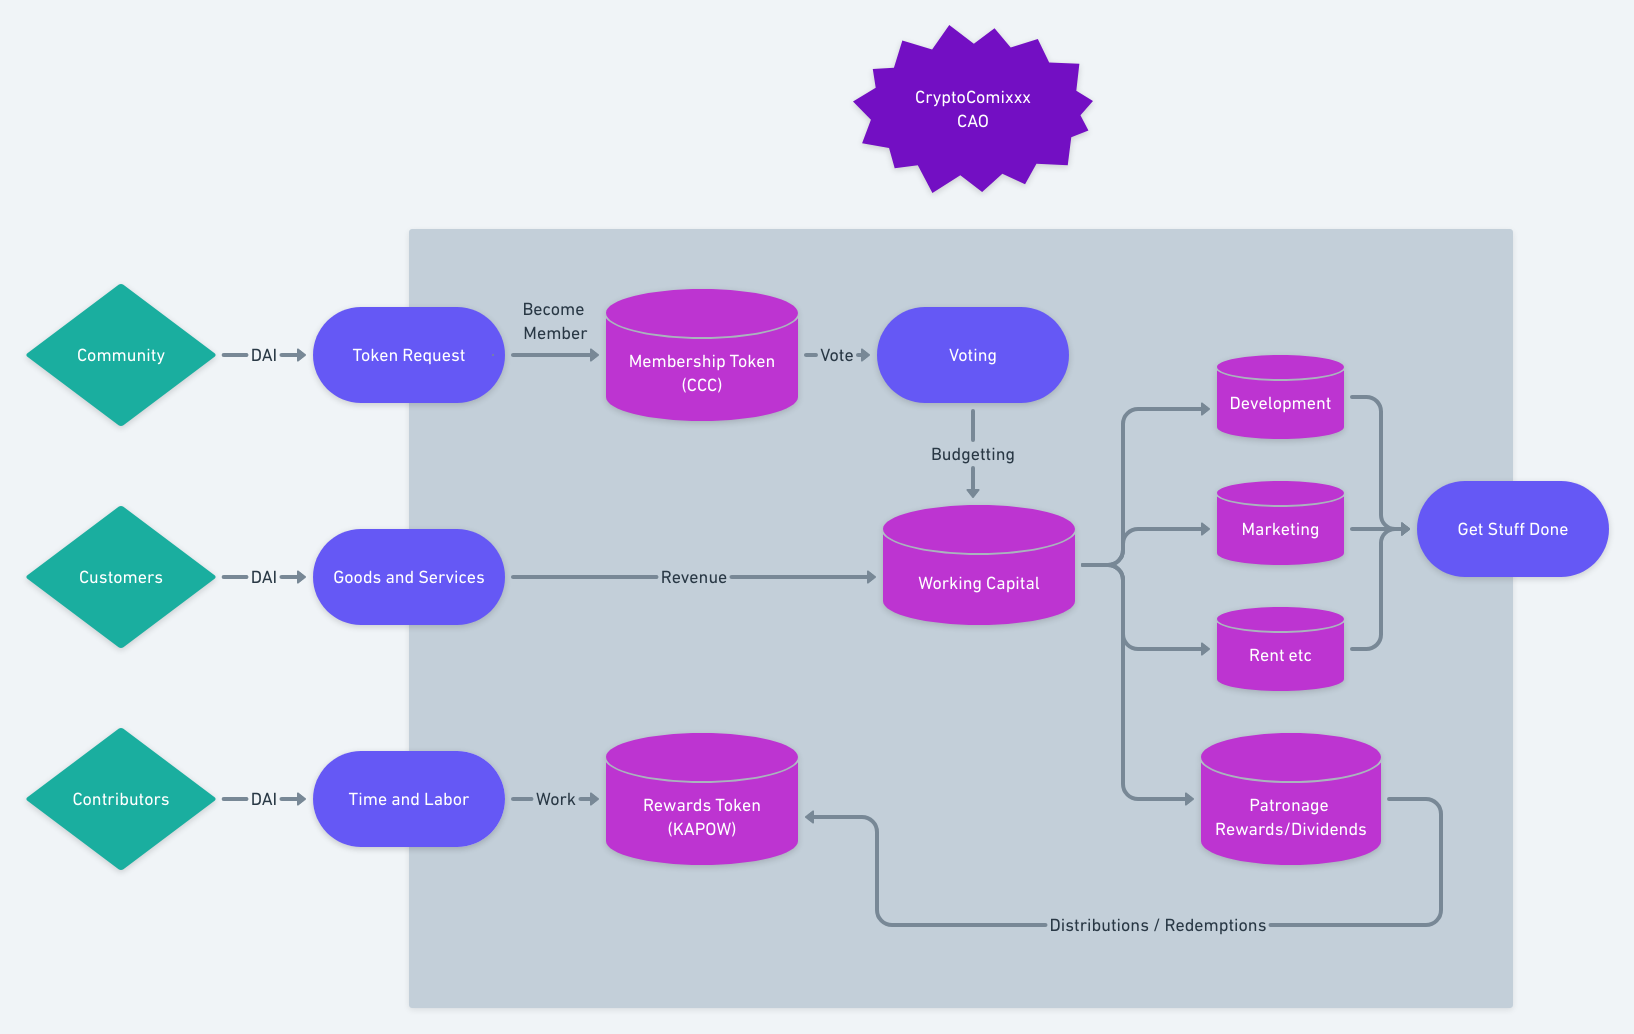 CryptoComixxx
CAO
Community
DAI
Token Request
Become
Member
Membership Token
(CCC)
Vote
Voting
Budgetting
Development
Marketing
Rent etc
Get Stuff Done
Customers
DAI
Goods and Services
Revenue
Working Capital
Contributors
DAI
Time and Labor
Work
Rewards Token
(KAPOW)
Patronage
Rewards/Dividends
Distributions / Redemptions